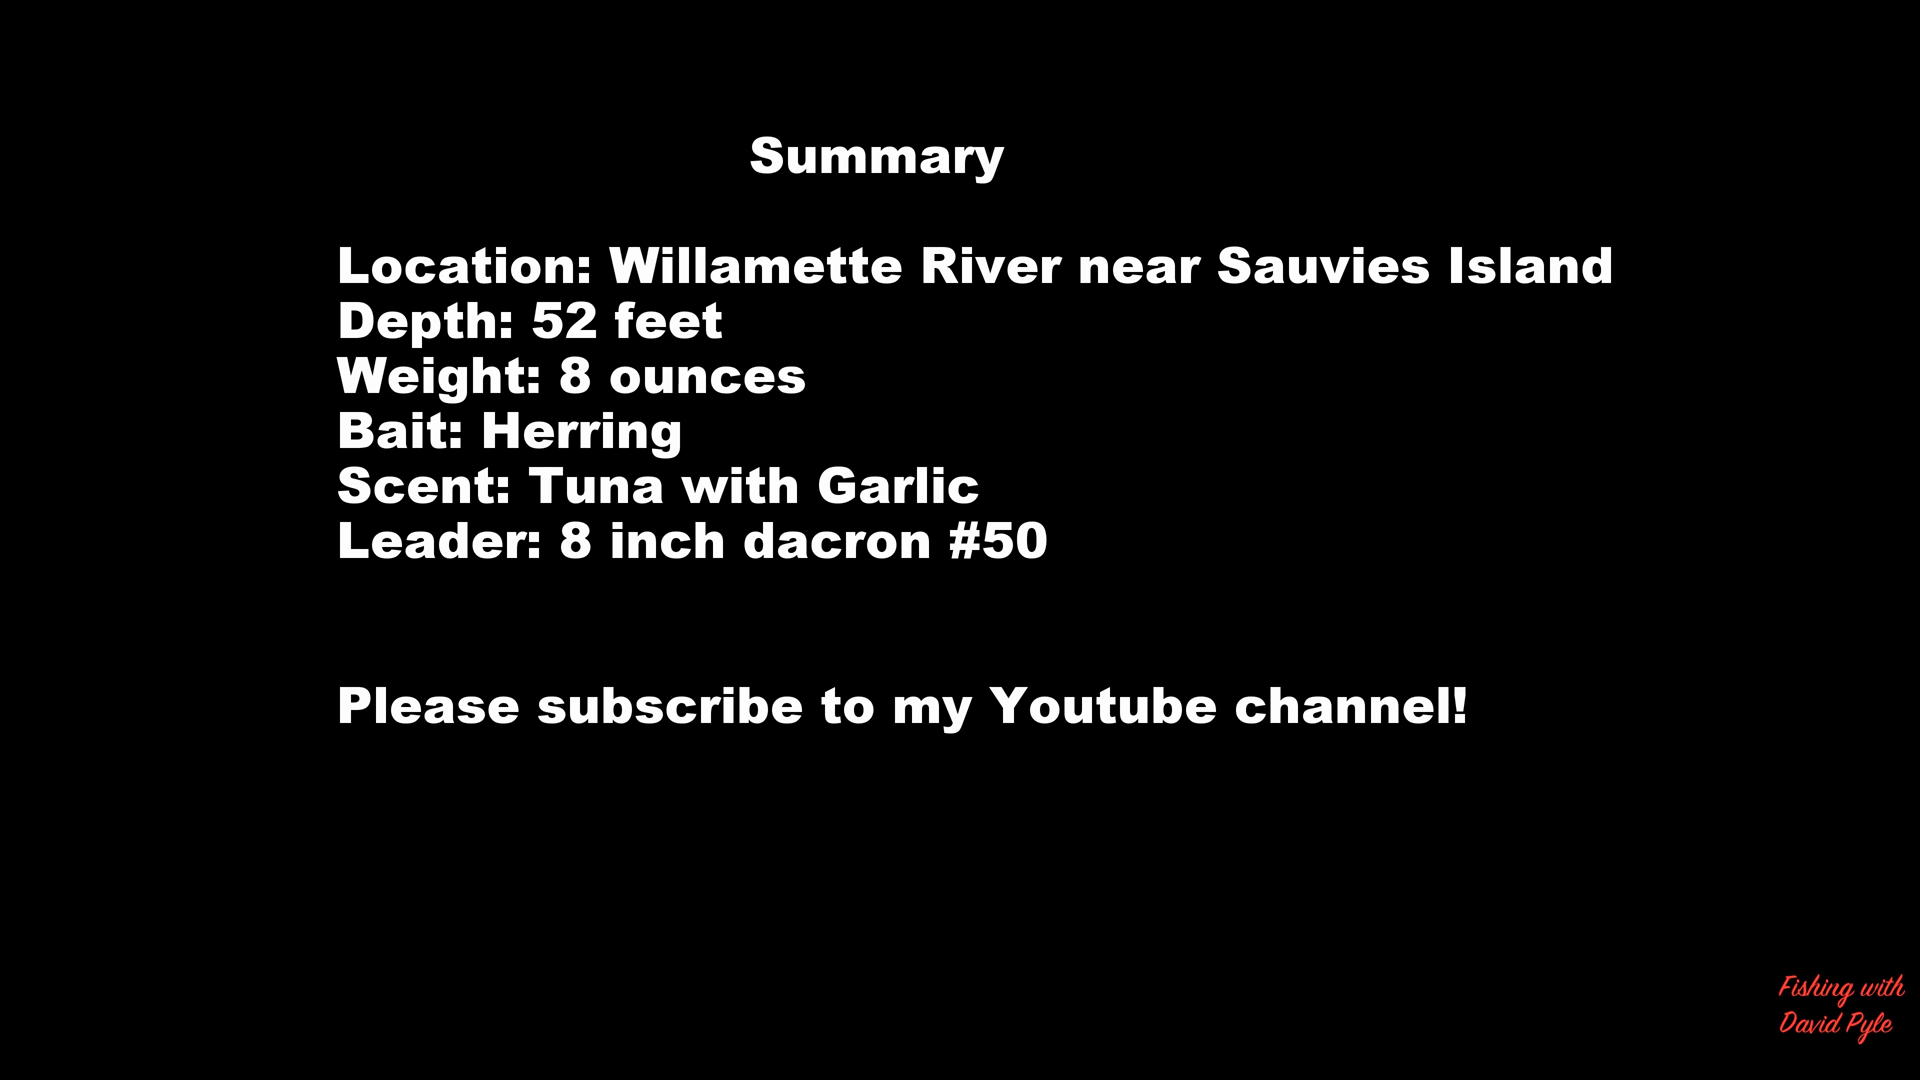 Summary
Location: Willamette River near Sauvies Island
Depth: 52 feet
Weight: 8 ounces
Bait: Herring
Scent: Tuna with Garlic
Leader: 8 inch dacron #50
Please subscribe to my Youtube channel!
Fishing with
David Pyle